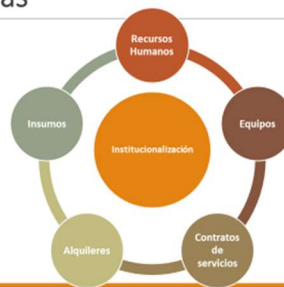 Recursos
Humanos
Equipos
Contratos
de
servicios
Alquileres
Insumos
Institucionalización